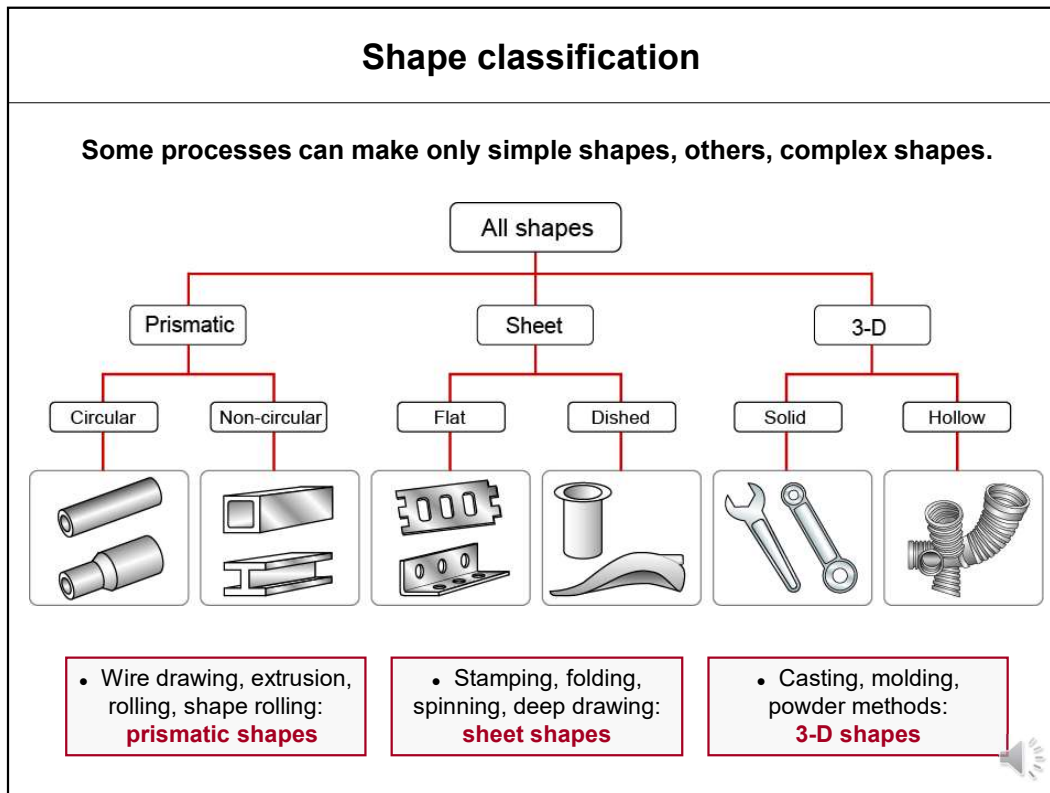 Shape classification
Some processes can make only simple shapes, others, complex shapes.
All shapes
Prismatic
Sheet
3-D
Circular
Non-circular
Flat
Dished
Solid
Hollow
• Wire drawing, extrusion,
rolling, shape rolling:
prismatic shapes
• Stamping, folding,
spinning, deep drawing:
sheet shapes
• Casting, molding,
powder methods:
3-D shapes